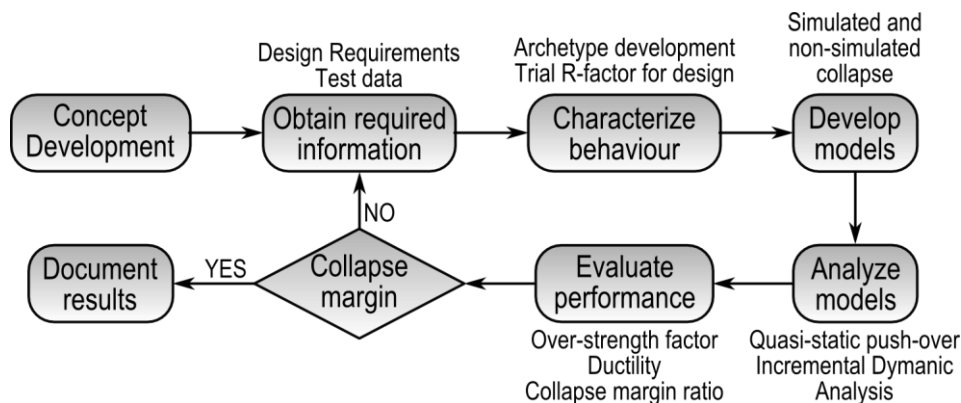 Design Requirements
Test data
Archetype development
Trial R-factor for design
Simulated and
non-simulated
collapse
Concept
Development
Obtain required
information
Characterize
behaviour
Develop
models
NO
Document
results
YES
Collapse
margin
Evaluate
performance
Analyze
models
Over-strength factor
Ductility
Collapse margin ratio
Quasi-static push-over
Incremental Dymanic
Analysis